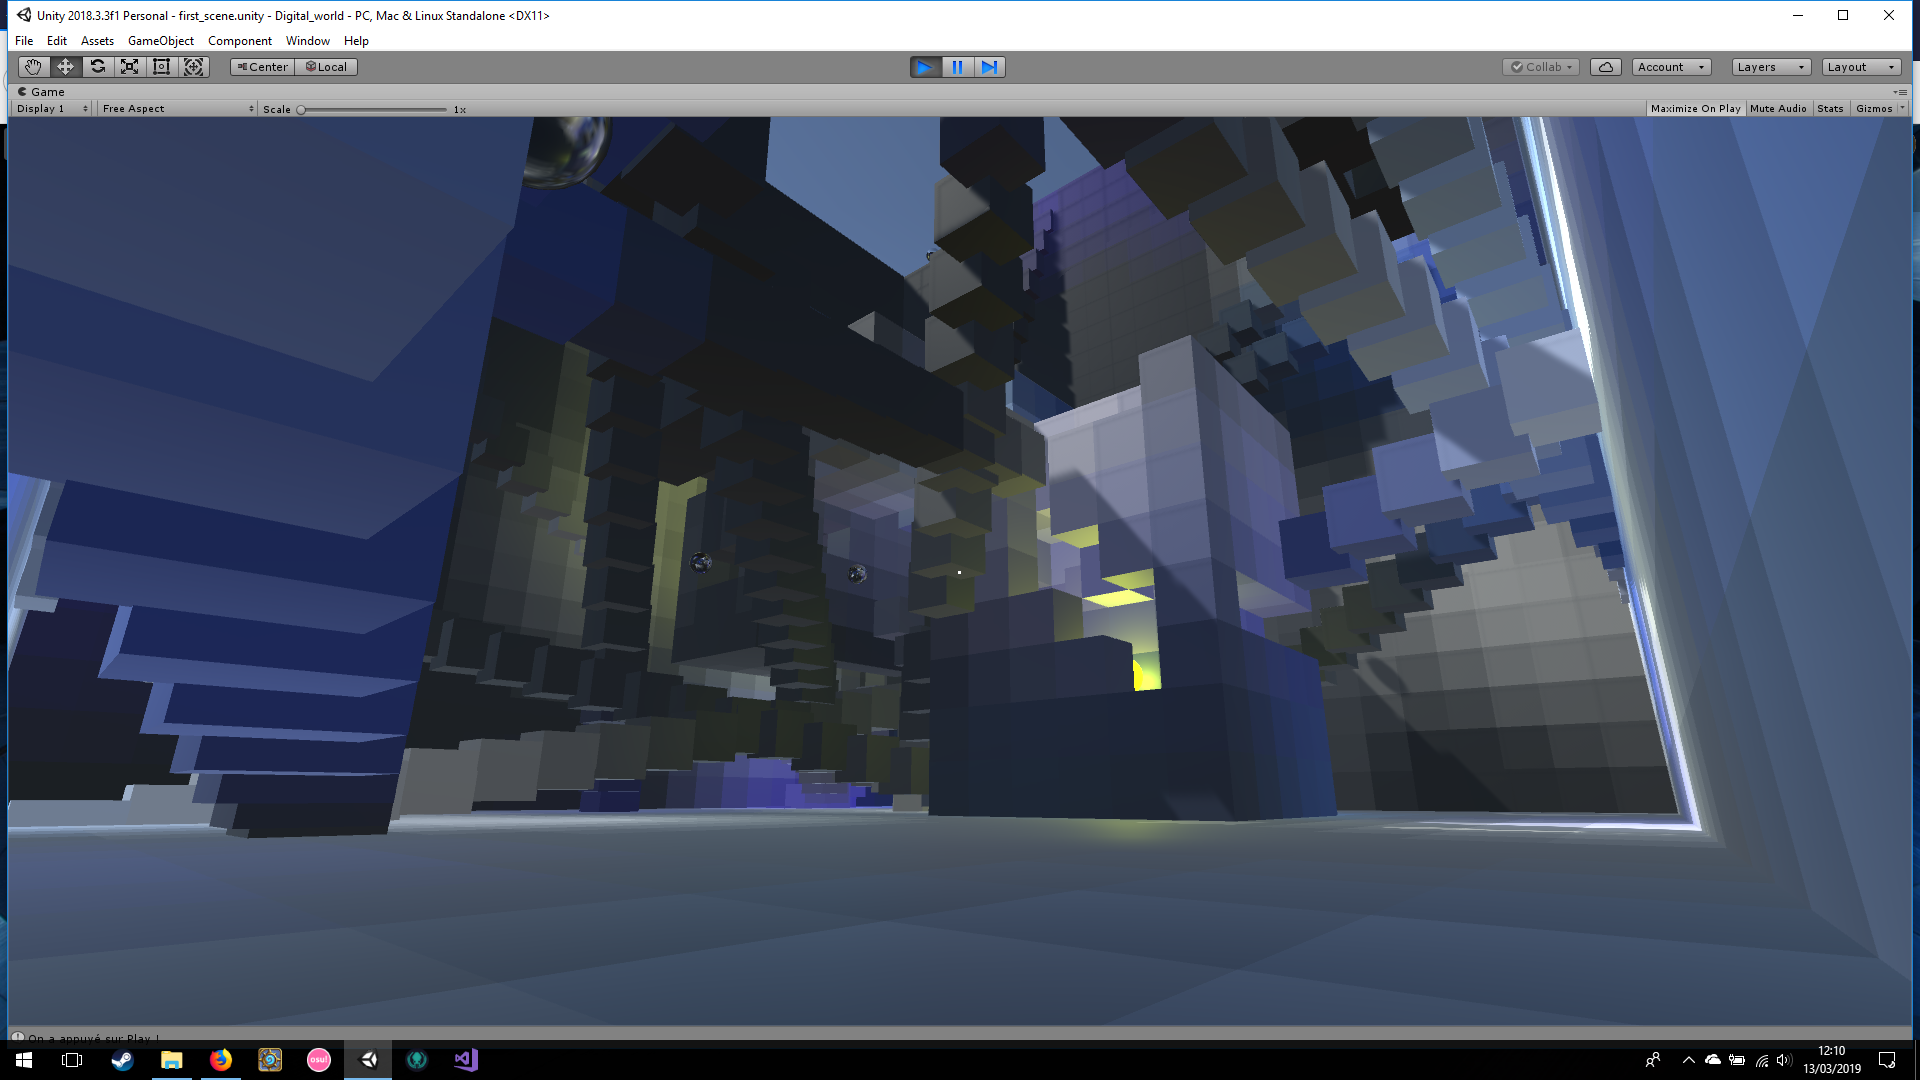 Unity 2018.3.3f1 Personal - first_scene.unity - Digital_world - PC, Mac & Linux Standalone <DX11>
File Edit Assets GameObject Component Window Help
Center Local Collab Account Layers Layout
Game
Display 1 Free Aspect Scale 1x Maximize On Play Mute Audio Stats Gizmos
On a appuyé sur Play !
osu!
12:10
13/03/2019